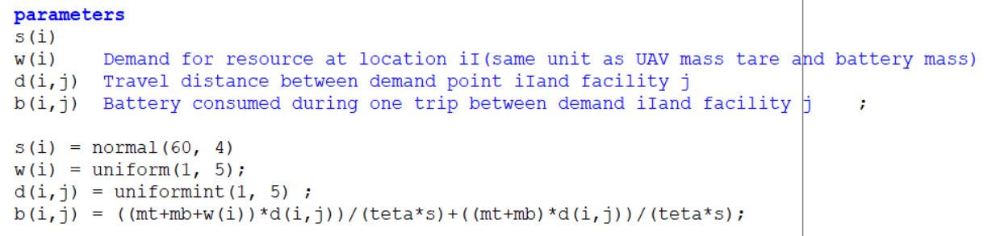 parameters
s(i)
w(i) Demand for resource at location iI(same unit as UAV mass tare and battery mass)
d(i,j) Travel distance between demand point iIand facility j
b(i,j) Battery consumed during one trip between demand iIand facility j ;
s(i) = normal(60, 4)
w(i) = uniform(1, 5);
d(i,j) = uniformint(1, 5) ;
b(i,j) = ((mt+mb+w(i))*d(i,j))/(teta*s)+((mt+mb)*d(i,j))/(teta*s);